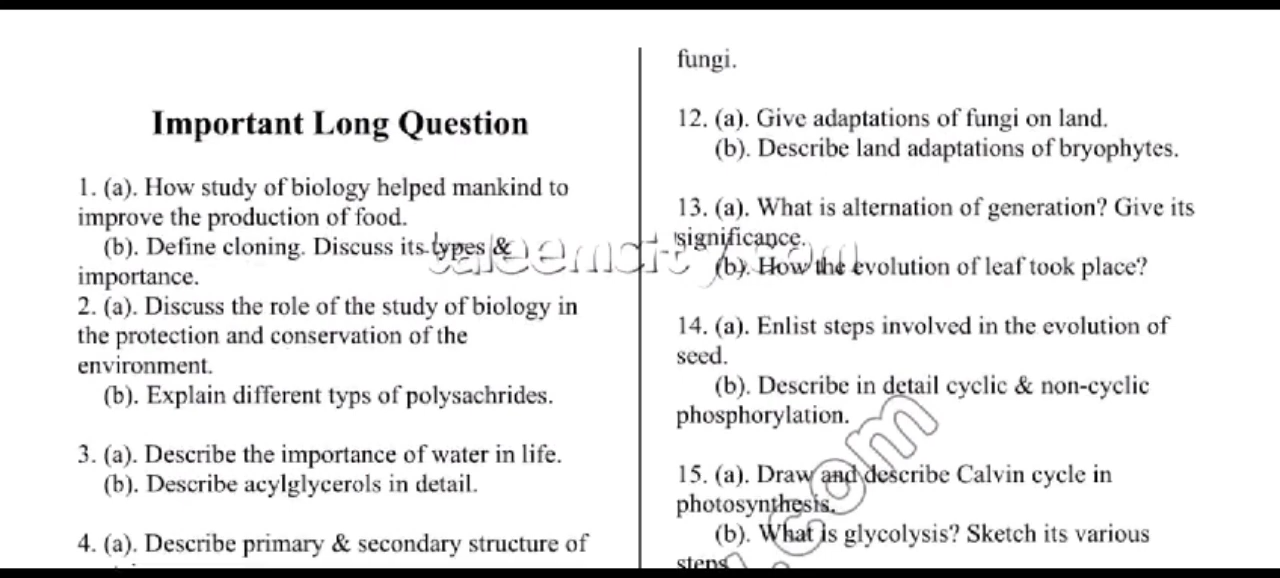 Important Long Question
1. (a). How study of biology helped mankind to
improve the production of food.
(b). Define cloning. Discuss its types &
importance.
2. (a). Discuss the role of the study of biology in
the protection and conservation of the
environment.
(b). Explain different typs of polysachrides.
3. (a). Describe the importance of water in life.
(b). Describe acylglycerols in detail.
4. (a). Describe primary & secondary structure of
fungi.
12. (a). Give adaptations of fungi on land.
(b). Describe land adaptations of bryophytes.
13. (a). What is alternation of generation? Give its
significance.
(b). How the evolution of leaf took place?
14. (a). Enlist steps involved in the evolution of
seed.
(b). Describe in detail cyclic & non-cyclic
phosphorylation.
15. (a). Draw and describe Calvin cycle in
photosynthesis.
(b). What is glycolysis? Sketch its various
steps
taleemcity.com
.com